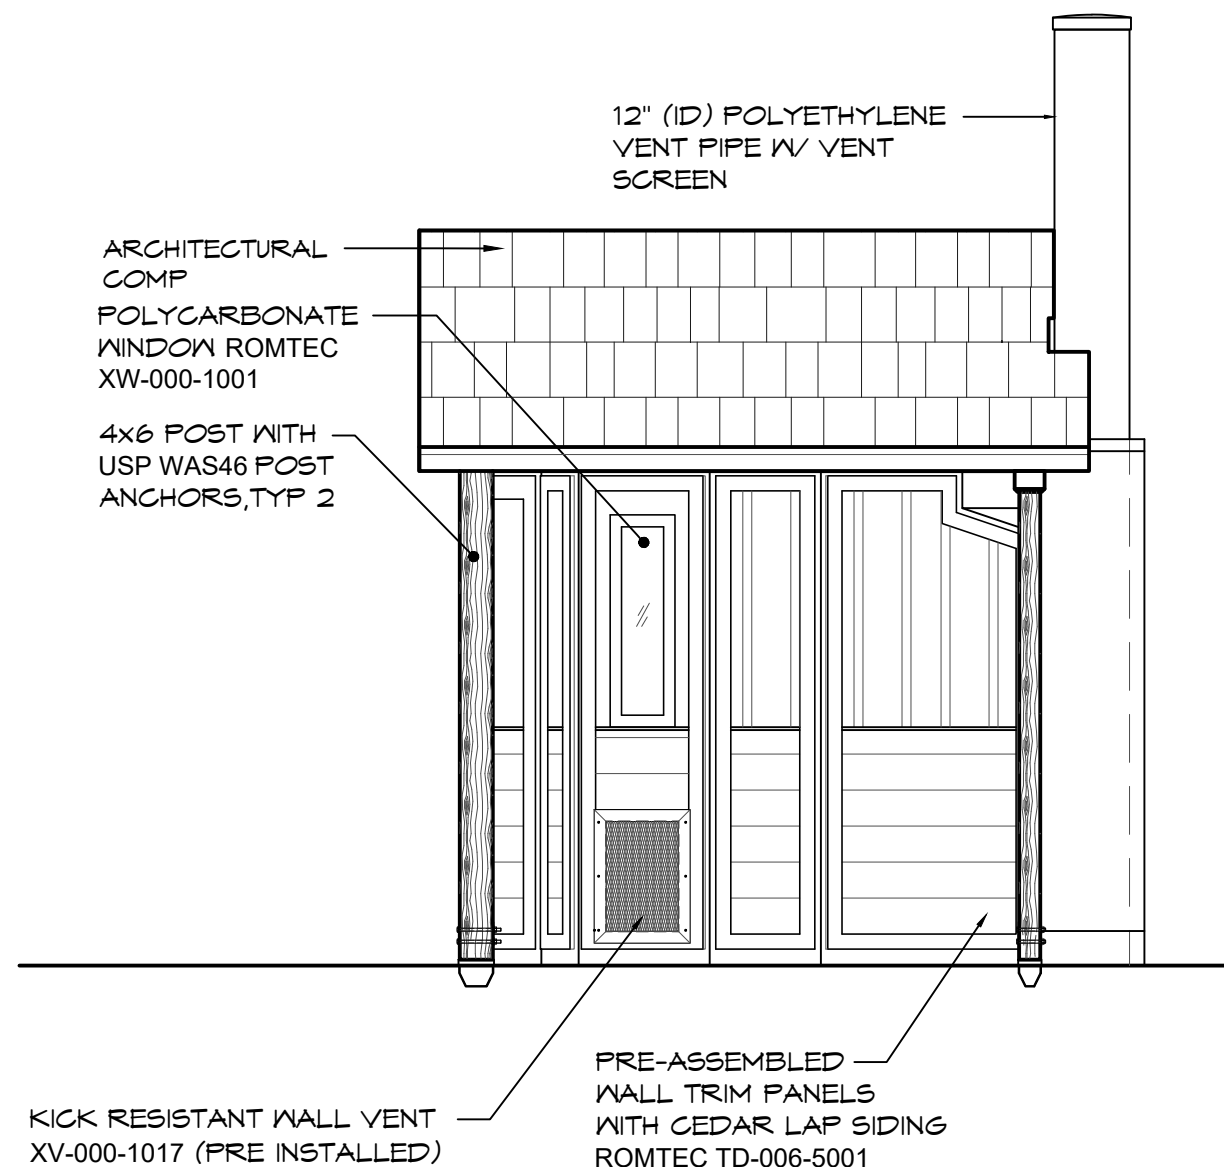 12" (ID) POLYETHYLENE
VENT PIPE W/ VENT
SCREEN
ARCHITECTURAL
COMP
POLYCARBONATE
WINDOW ROMTEC
XW-000-1001
4x6 POST WITH
USP WAS46 POST
ANCHORS,TYP 2
KICK RESISTANT WALL VENT
XV-000-1017 (PRE INSTALLED)
PRE-ASSEMBLED
WALL TRIM PANELS
WITH CEDAR LAP SIDING
ROMTEC TD-006-5001